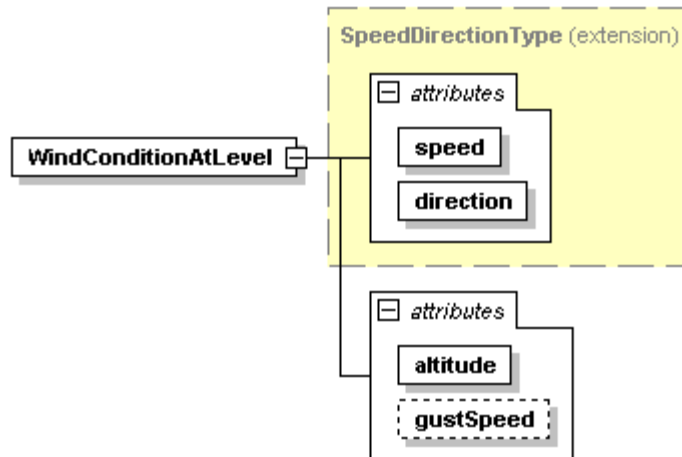 SpeedDirectionType (extension)
attributes
speed
WindConditionAtLevel
direction
attributes
altitude
gustSpeed